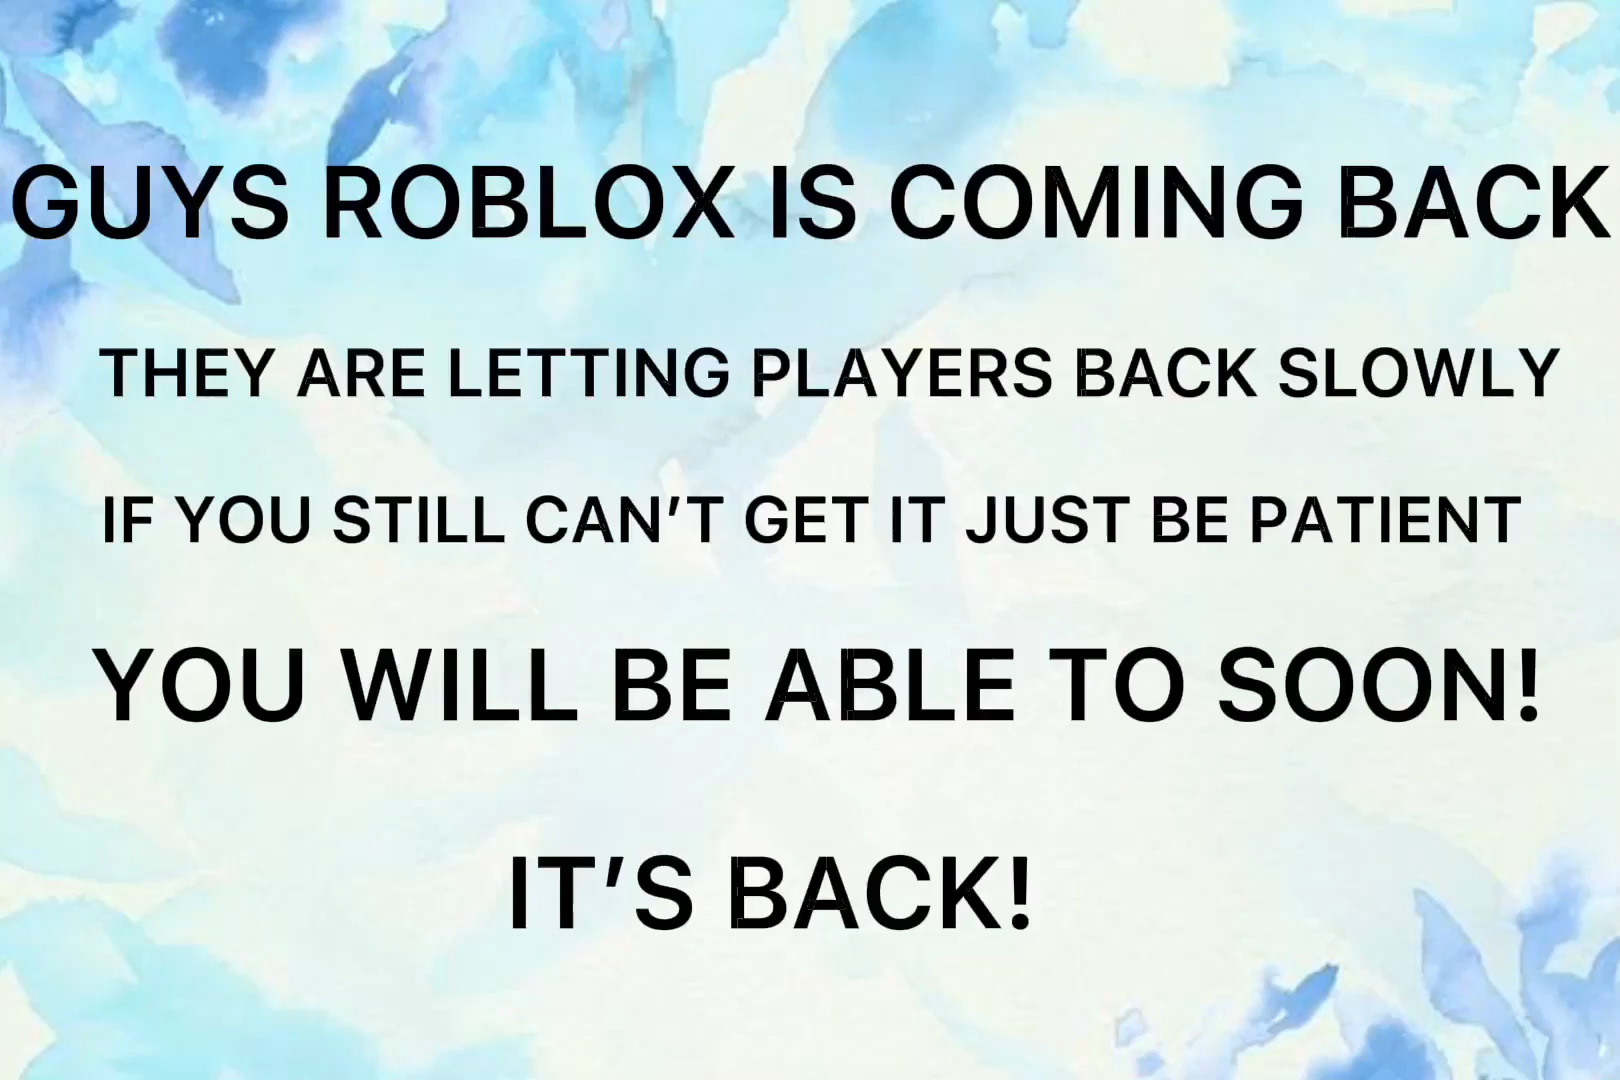 GUYS ROBLOX IS COMING BACK
THEY ARE LETTING PLAYERS BACK SLOWLY
IF YOU STILL CAN’T GET IT JUST BE PATIENT
YOU WILL BE ABLE TO SOON!
IT’S BACK!